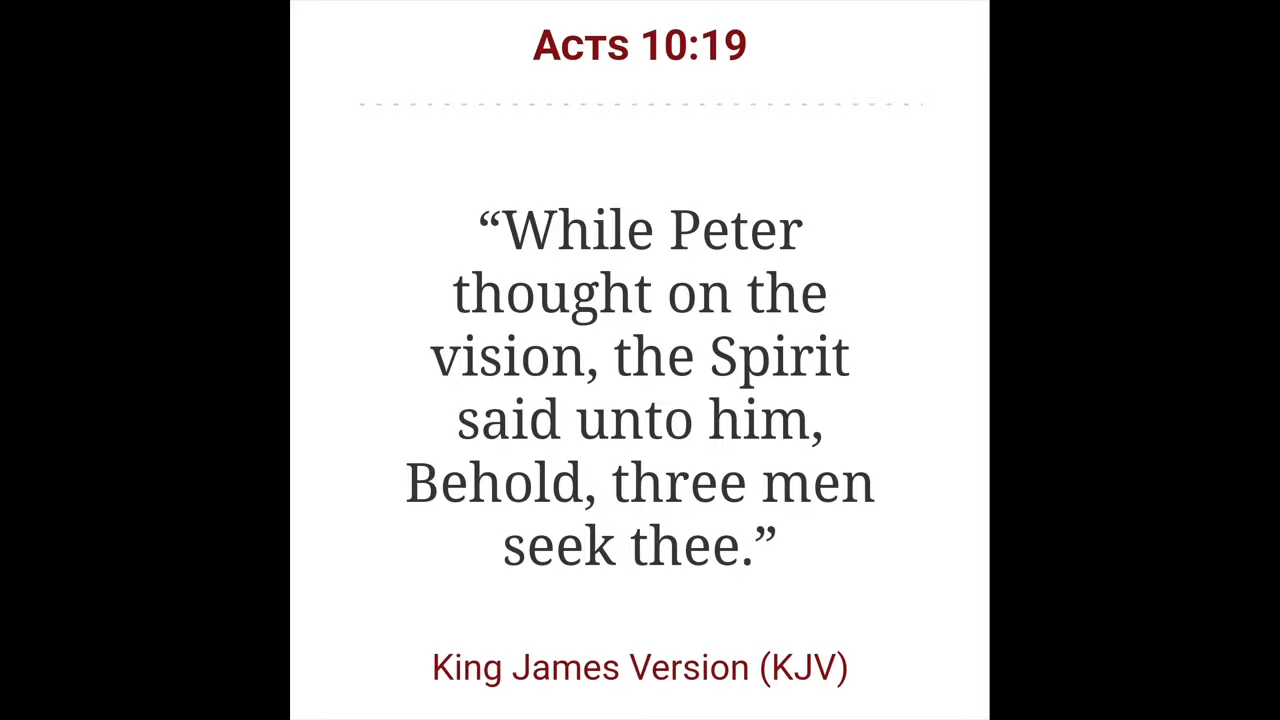 Acts 10:19
“While Peter
thought on the
vision, the Spirit
said unto him,
Behold, three men
seek thee.”
King James Version (KJV)